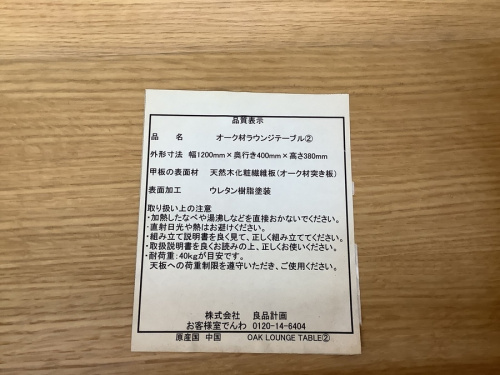 品質表示
品　名　オーク材ラウンジテーブル②
外形寸法 幅1200mm×奥行き400mm×高さ380mm
甲板の表面材 天然木化粧繊維板(オーク材突き板)
表面加工 ウレタン樹脂塗装
取り扱い上の注意
・加熱したなべや湯沸しなどを直接おかないでください。
・直射日光や熱はお避けください。
・組み立て説明書を良く見て、正しく組み立ててください。
・取扱説明書を良くお読みの上、正しくお使いください。
・耐荷重：40kgが目安です。
天板への荷重制限を遵守いただき、ご使用ください。
株式会社　良品計画
お客様室でんわ 0120-14-6404
原産国 中国　OAK LOUNGE TABLE②